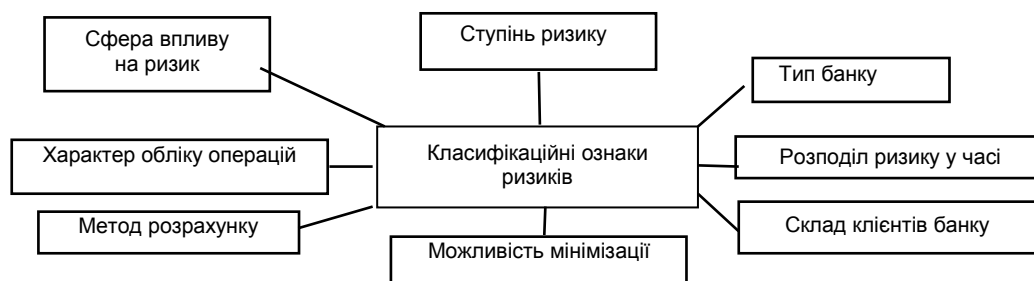 Сфера впливу
на ризик
Ступінь ризику
Тип банку
Характер обліку операцій
Класифікаційні ознаки
ризиків
Розподіл ризику у часі
Метод розрахунку
Можливість мінімізації
Склад клієнтів банку